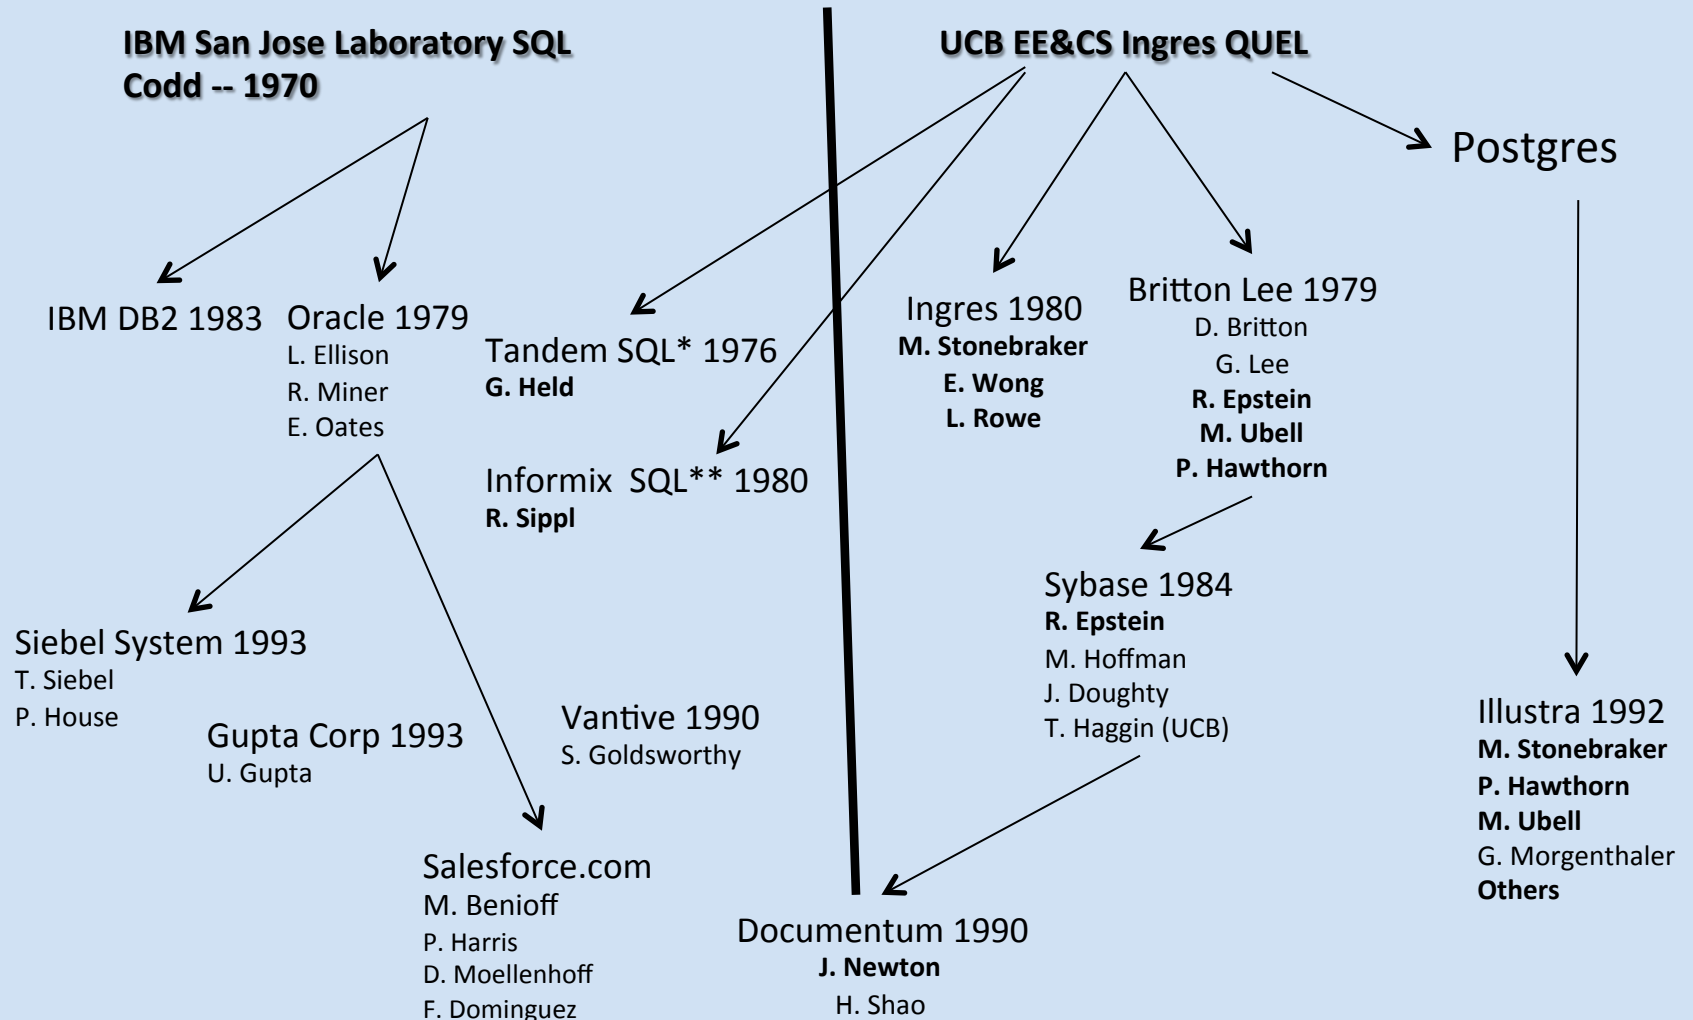 IBM San Jose Laboratory SQL
Codd -- 1970
UCB EE&CS Ingres QUEL
Postgres
IBM DB2 1983
Oracle 1979
L. Ellison
R. Miner
E. Oates
Tandem SQL* 1976
G. Held
Informix  SQL** 1980
R. Sippl
Ingres 1980
M. Stonebraker
E. Wong
L. Rowe
Britton Lee 1979
D. Britton
G. Lee
R. Epstein
M. Ubell
P. Hawthorn
Siebel System 1993
T. Siebel
P. House
Gupta Corp 1993
U. Gupta
Vantive 1990
S. Goldsworthy
Salesforce.com
M. Benioff
P. Harris
D. Moellenhoff
F. Dominguez
Sybase 1984
R. Epstein
M. Hoffman
J. Doughty
T. Haggin (UCB)
Documentum 1990
J. Newton
H. Shao
Illustra 1992
M. Stonebraker
P. Hawthorn
M. Ubell
G. Morgenthaler
Others